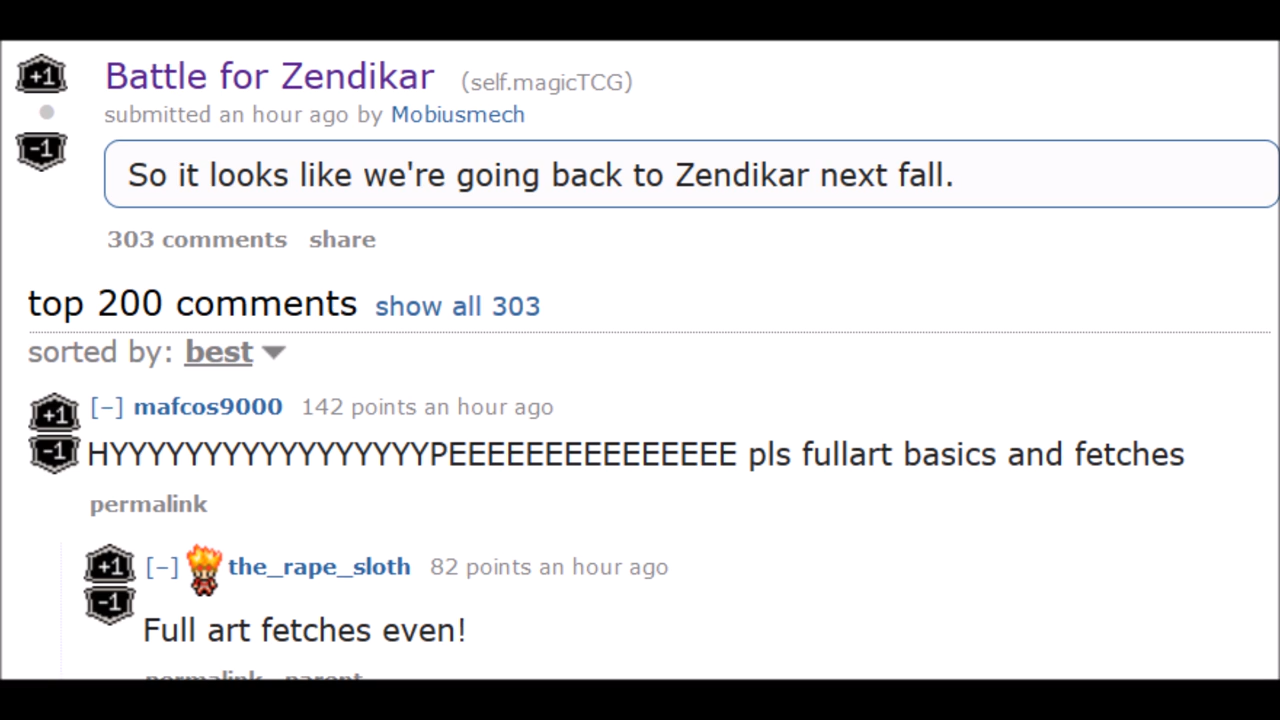 +1
Battle for Zendikar (self.magicTCG)
submitted an hour ago by Mobiusmech
-1
So it looks like we're going back to Zendikar next fall.
303 comments share
top 200 comments show all 303
sorted by: best
+1
[–] mafcos9000 142 points an hour ago
-1
HYYYYYYYYYYYYYYYYYPEEEEEEEEEEEEEEE pls fullart basics and fetches
permalink
+1
[–] the_rape_sloth 82 points an hour ago
-1
Full art fetches even!
permalink parent